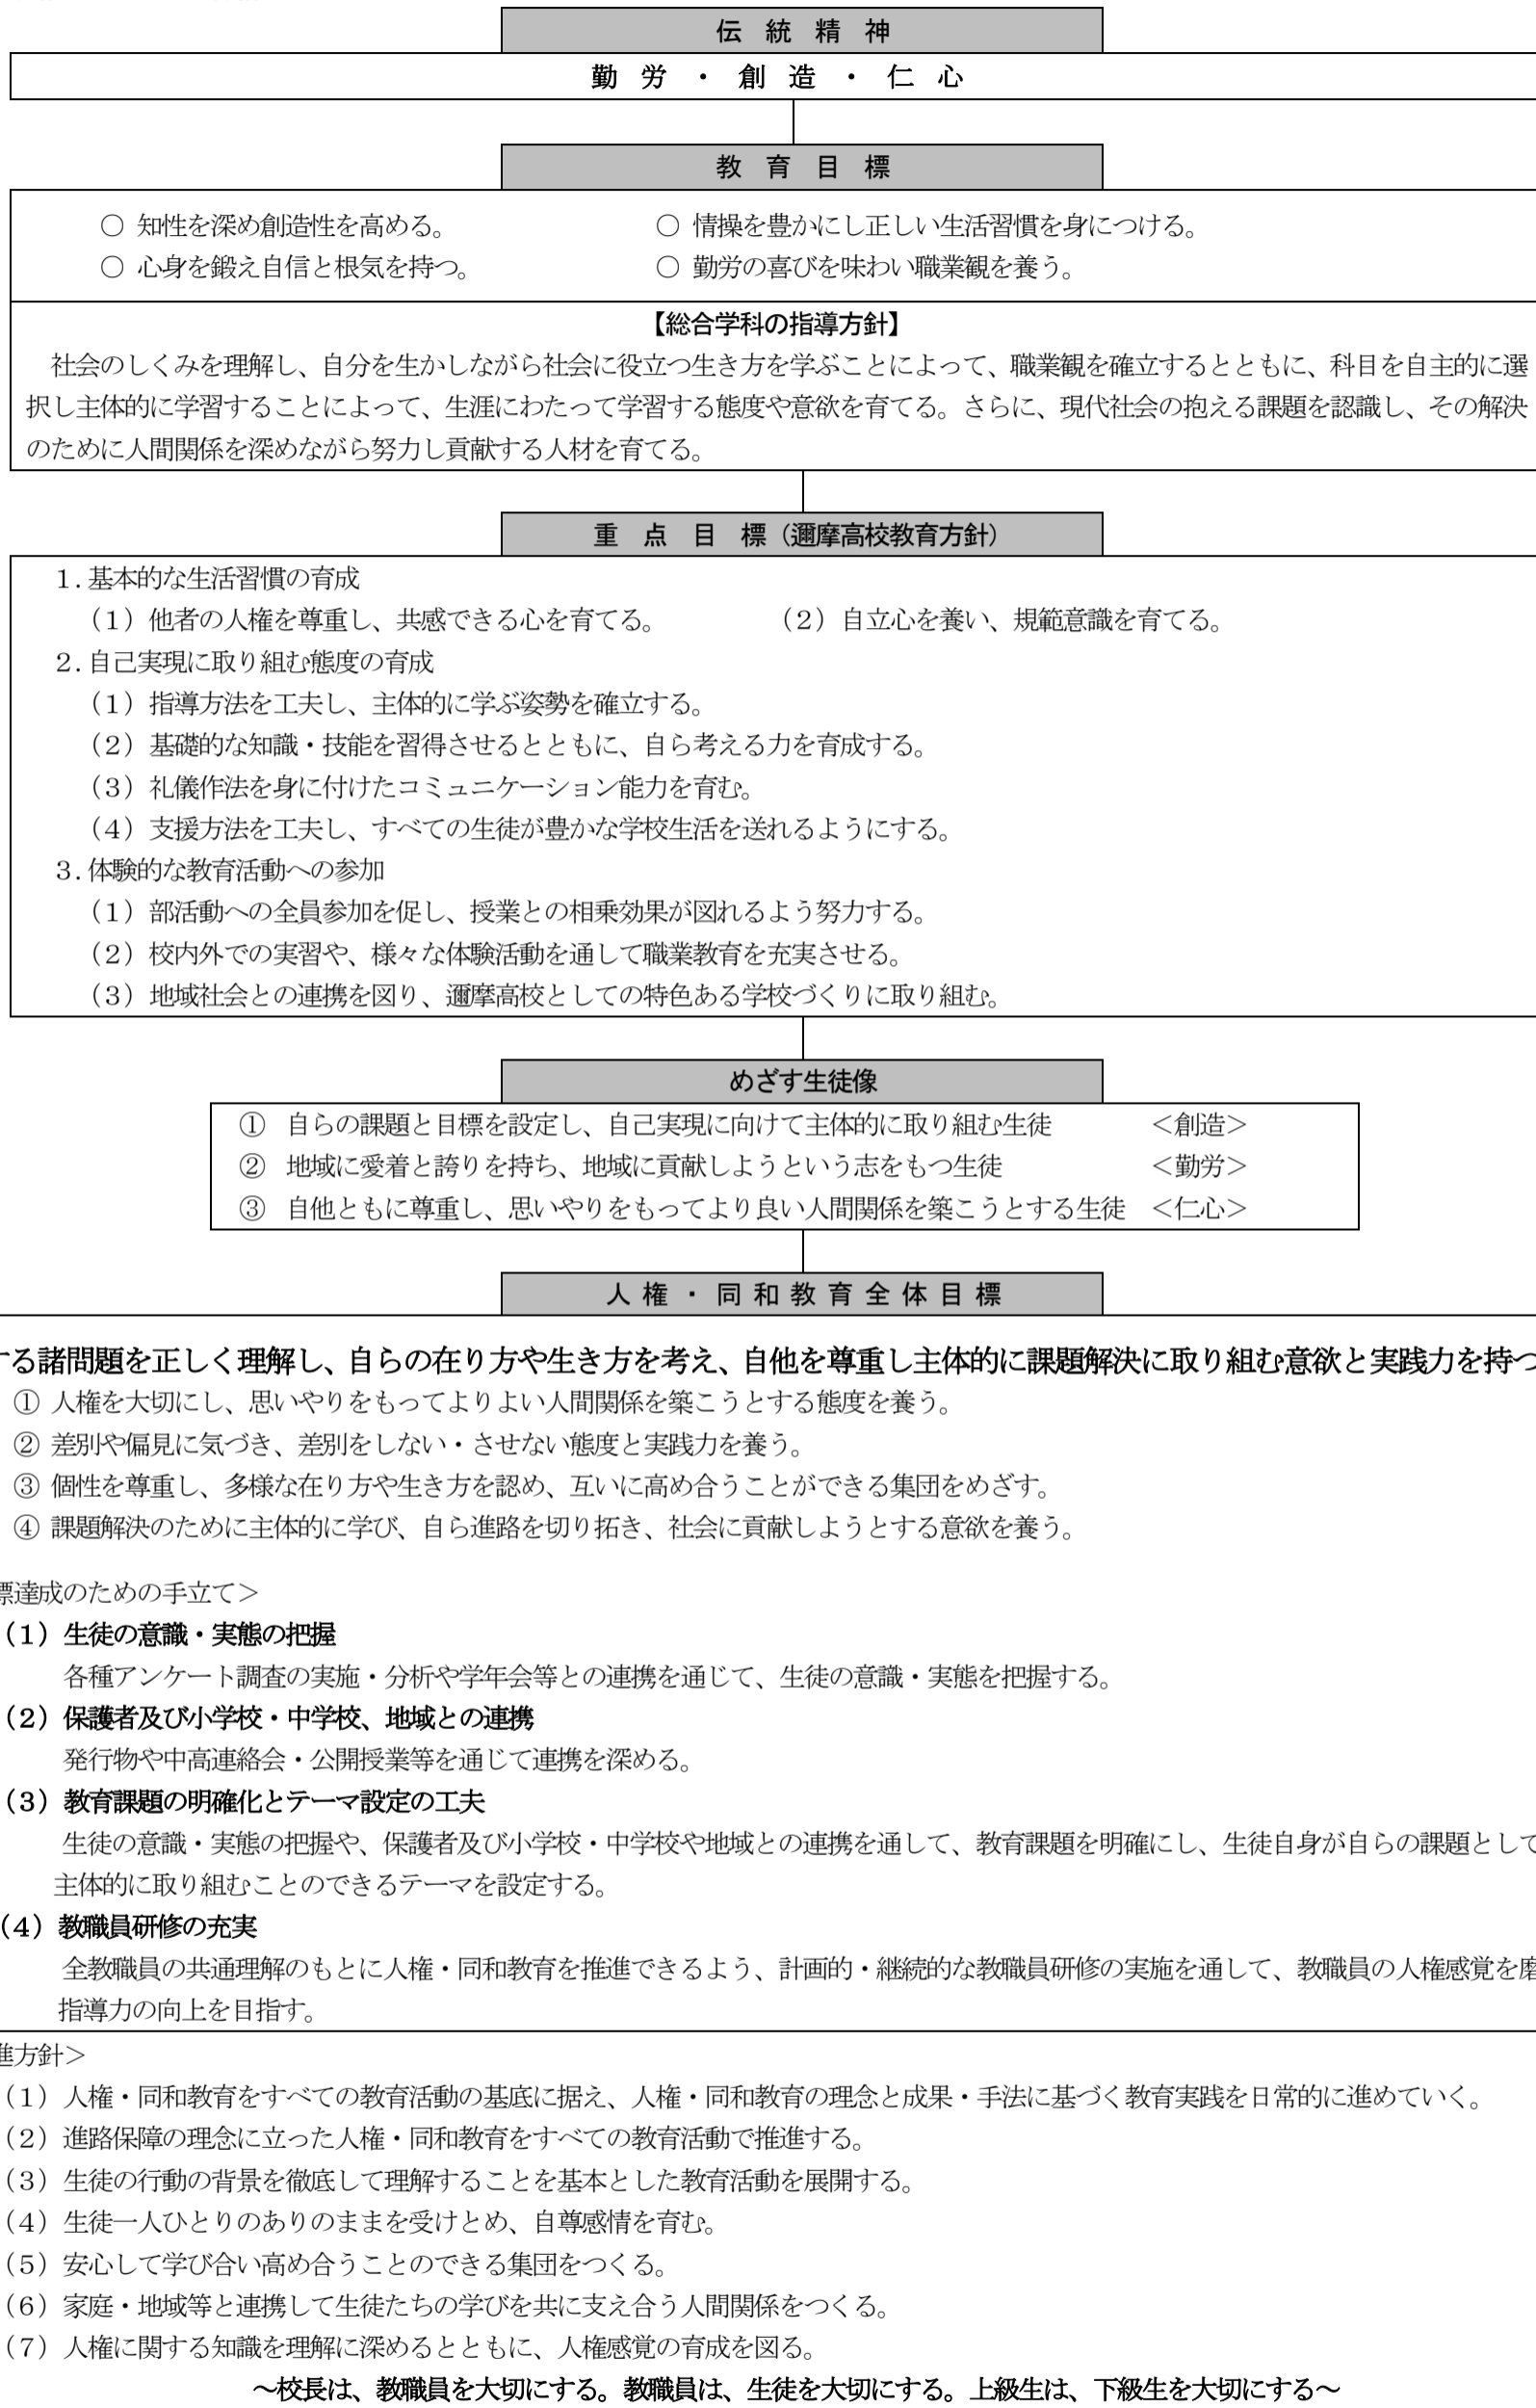 伝統精神
勤労・創造・仁心
教育目標
○ 知性を深め創造性を高める。 ○ 情操を豊かにし正しい生活習慣を身につける。
○ 心身を鍛え自信と根気を持つ。 ○ 勤労の喜びを味わい職業観を養う。
【総合学科の指導方針】
社会のしくみを理解し、自分を生かしながら社会に役立つ生き方を学ぶことによって、職業観を確立するとともに、科目を自主的に選
択し主体的に学習することによって、生涯にわたって学習する態度や意欲を育てる。さらに、現代社会の抱える課題を認識し、その解決
のために人間関係を深めながら努力し貢献する人材を育てる。
重点目標（邇摩高校教育方針）
１.基本的な生活習慣の育成
（１）他者の人権を尊重し、共感できる心を育てる。 （２）自立心を養い、規範意識を育てる。
２.自己実現に取り組む態度の育成
（１）指導方法を工夫し、主体的に学ぶ姿勢を確立する。
（２）基礎的な知識・技能を習得させるとともに、自ら考える力を育成する。
（３）礼儀作法を身に付けたコミュニケーション能力を育む。
（４）支援方法を工夫し、すべての生徒が豊かな学校生活を送れるようにする。
３.体験的な教育活動への参加
（１）部活動への全員参加を促し、授業との相乗効果が図れるよう努力する。
（２）校内外での実習や、様々な体験活動を通して職業教育を充実させる。
（３）地域社会との連携を図り、邇摩高校としての特色ある学校づくりに取り組む。
めざす生徒像
① 自らの課題と目標を設定し、自己実現に向けて主体的に取り組む生徒 ＜創造＞
② 地域に愛着と誇りを持ち、地域に貢献しようという志をもつ生徒 ＜勤労＞
③ 自他ともに尊重し、思いやりをもってより良い人間関係を築こうとする生徒 ＜仁心＞
人権・同和教育全体目標
る諸問題を正しく理解し、自らの在り方や生き方を考え、自他を尊重し主体的に課題解決に取り組む意欲と実践力を持つ
① 人権を大切にし、思いやりをもってよりよい人間関係を築こうとする態度を養う。
② 差別や偏見に気づき、差別をしない・させない態度と実践力を養う。
③ 個性を尊重し、多様な在り方や生き方を認め、互いに高め合うことができる集団をめざす。
④ 課題解決のために主体的に学び、自ら進路を切り拓き、社会に貢献しようとする意欲を養う。
標達成のための手立て＞
（１）生徒の意識・実態の把握
各種アンケート調査の実施・分析や学年会等との連携を通じて、生徒の意識・実態を把握する。
（２）保護者及び小学校・中学校、地域との連携
発行物や中高連絡会・公開授業等を通じて連携を深める。
（３）教育課題の明確化とテーマ設定の工夫
生徒の意識・実態の把握や、保護者及び小学校・中学校や地域との連携を通して、教育課題を明確にし、生徒自身が自らの課題として
主体的に取り組むことのできるテーマを設定する。
（４）教職員研修の充実
全教職員の共通理解のもとに人権・同和教育を推進できるよう、計画的・継続的な教職員研修の実施を通して、教職員の人権感覚を磨
指導力の向上を目指す。
進方針＞
（１）人権・同和教育をすべての教育活動の基底に据え、人権・同和教育の理念と成果・手法に基づく教育実践を日常的に進めていく。
（２）進路保障の理念に立った人権・同和教育をすべての教育活動で推進する。
（３）生徒の行動の背景を徹底して理解することを基本とした教育活動を展開する。
（４）生徒一人ひとりのありのままを受けとめ、自尊感情を育む。
（５）安心して学び合い高め合うことのできる集団をつくる。
（６）家庭・地域等と連携して生徒たちの学びを共に支え合う人間関係をつくる。
（７）人権に関する知識を理解に深めるとともに、人権感覚の育成を図る。
～校長は、教職員を大切にする。教職員は、生徒を大切にする。上級生は、下級生を大切にする～